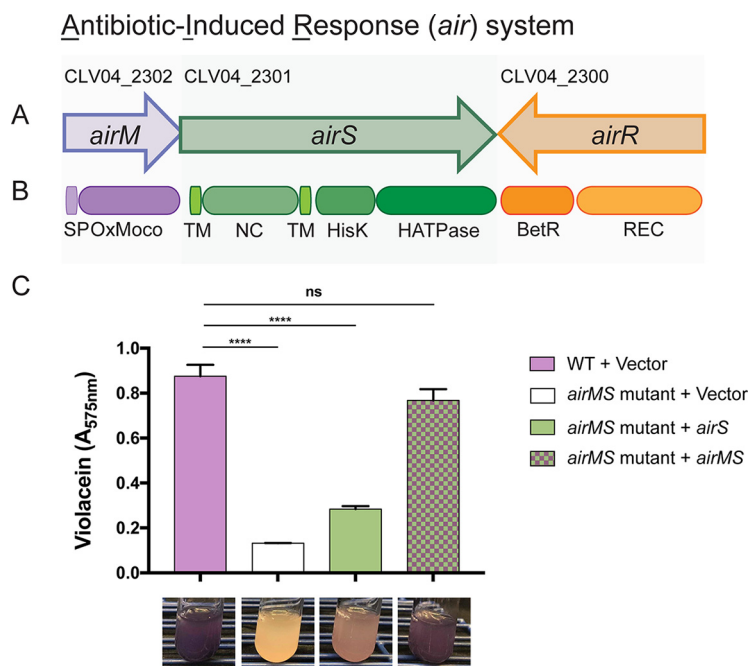 Antibiotic-Induced Response (air) system
CLV04_2302 CLV04_2301 CLV04_2300
A
airM airS airR
B
SP OxMoco TM NC TM HisK HATPase BetR REC
C
ns
****
****
Violacein (A575nm)
1.0
0.8
0.6
0.4
0.2
0.0
WT + Vector
airMS mutant + Vector
airMS mutant + airS
airMS mutant + airMS